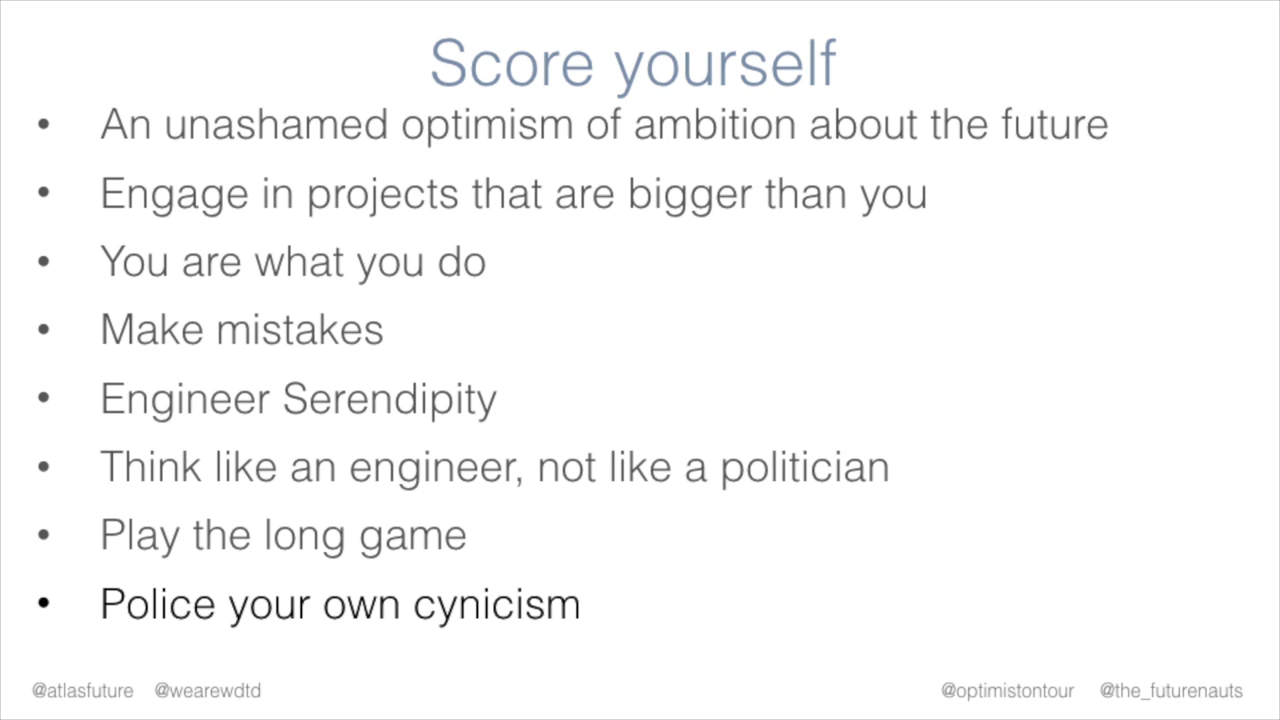 Score yourself
• An unashamed optimism of ambition about the future
• Engage in projects that are bigger than you
• You are what you do
• Make mistakes
• Engineer Serendipity
• Think like an engineer, not like a politician
• Play the long game
• Police your own cynicism
@atlasfuture @wearewdtd @optimistontour @the_futurenauts